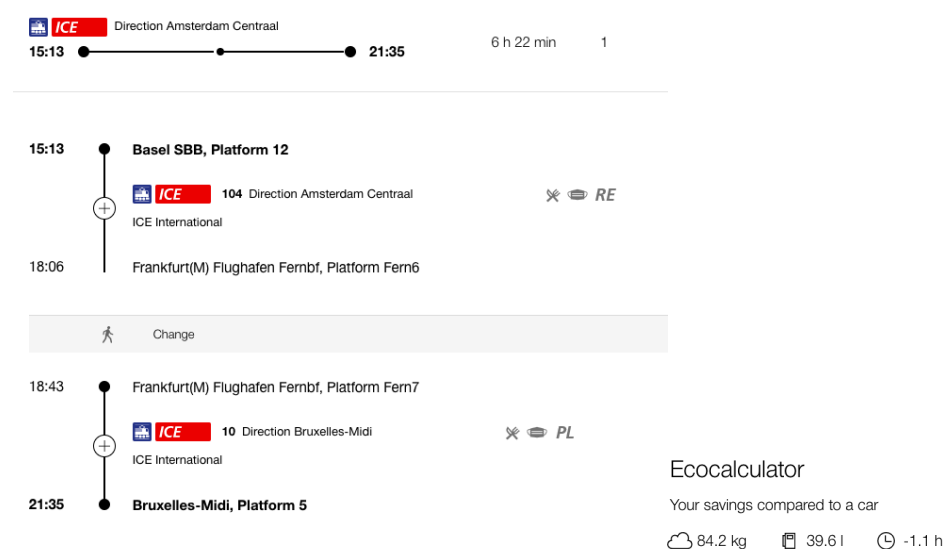 ICE Direction Amsterdam Centraal
15:13 21:35 6 h 22 min 1
15:13 Basel SBB, Platform 12
ICE 104 Direction Amsterdam Centraal RE
ICE International
18:06 Frankfurt(M) Flughafen Fernbf, Platform Fern6
Change
18:43 Frankfurt(M) Flughafen Fernbf, Platform Fern7
ICE 10 Direction Bruxelles-Midi PL
ICE International
21:35 Bruxelles-Midi, Platform 5
Ecocalculator
Your savings compared to a car
84.2 kg 39.6 l -1.1 h